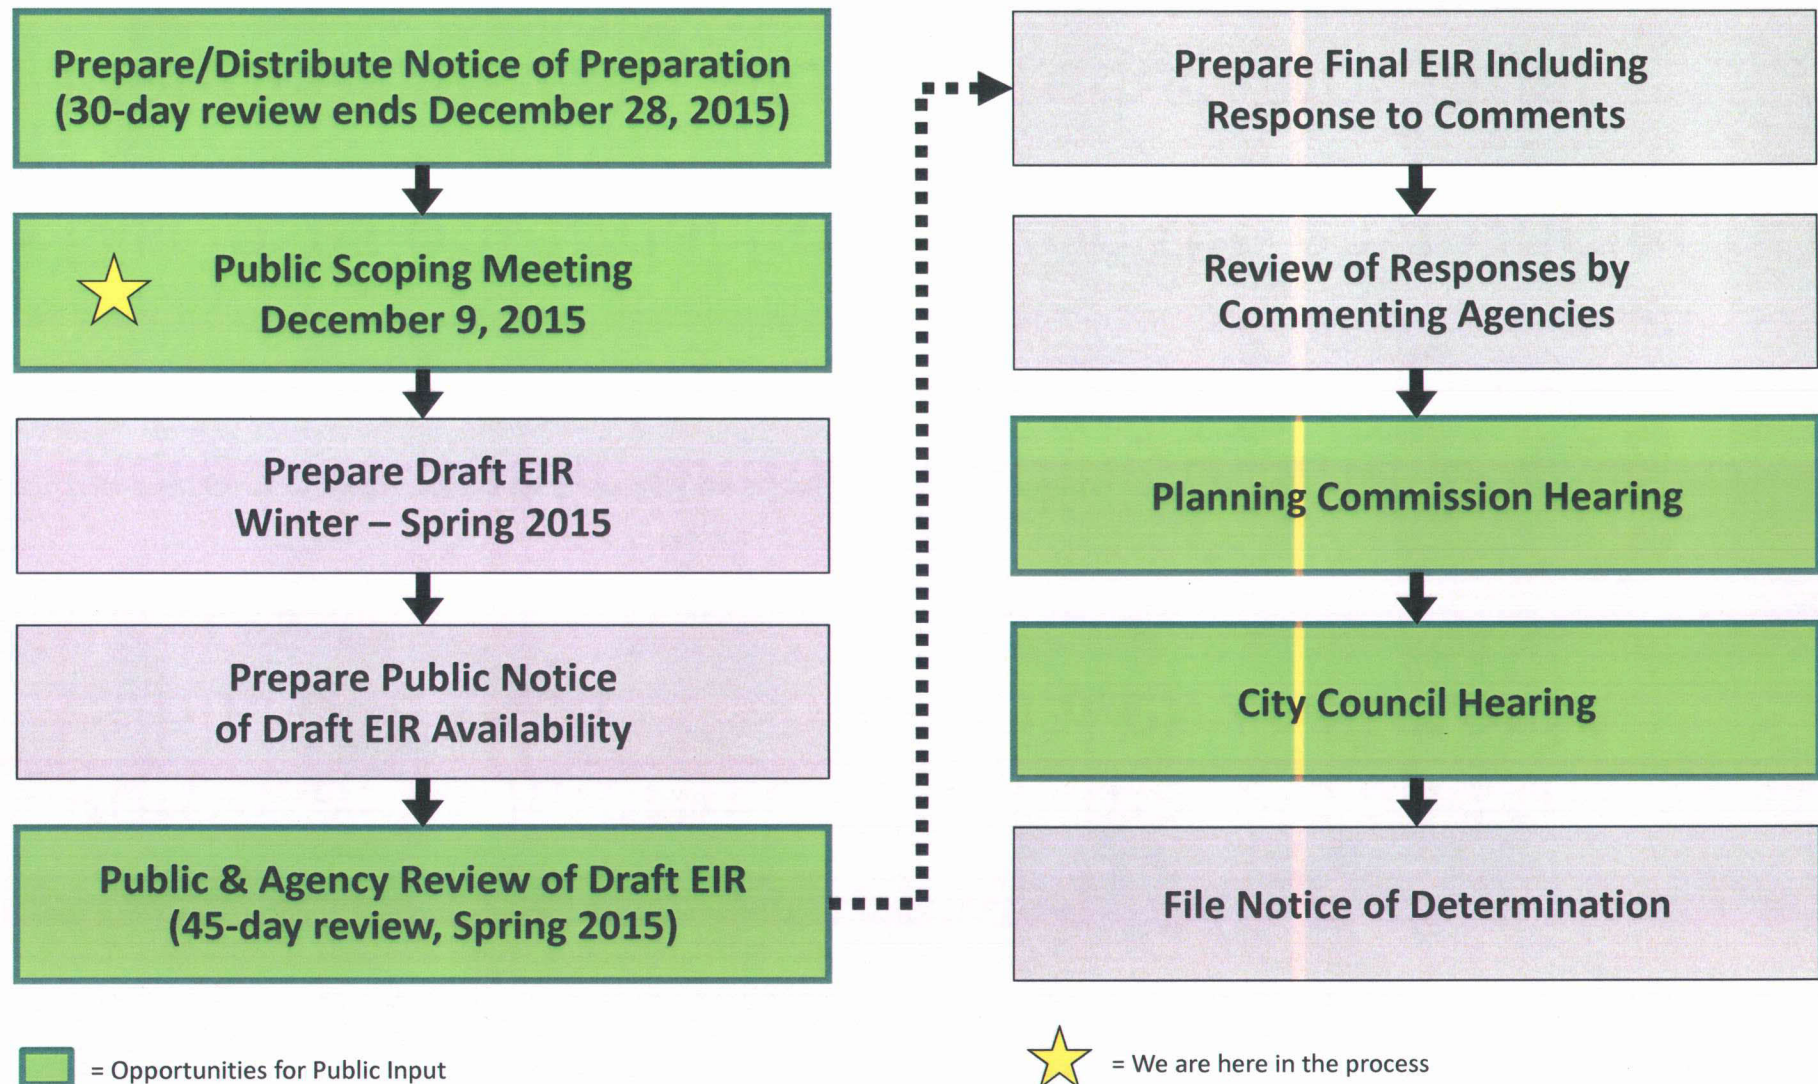 Prepare/Distribute Notice of Preparation
(30-day review ends December 28, 2015)
Public Scoping Meeting
December 9, 2015
Prepare Draft EIR
Winter – Spring 2015
Prepare Public Notice
of Draft EIR Availability
Public & Agency Review of Draft EIR
(45-day review, Spring 2015)
Prepare Final EIR Including
Response to Comments
Review of Responses by
Commenting Agencies
Planning Commission Hearing
City Council Hearing
File Notice of Determination
= Opportunities for Public Input
= We are here in the process